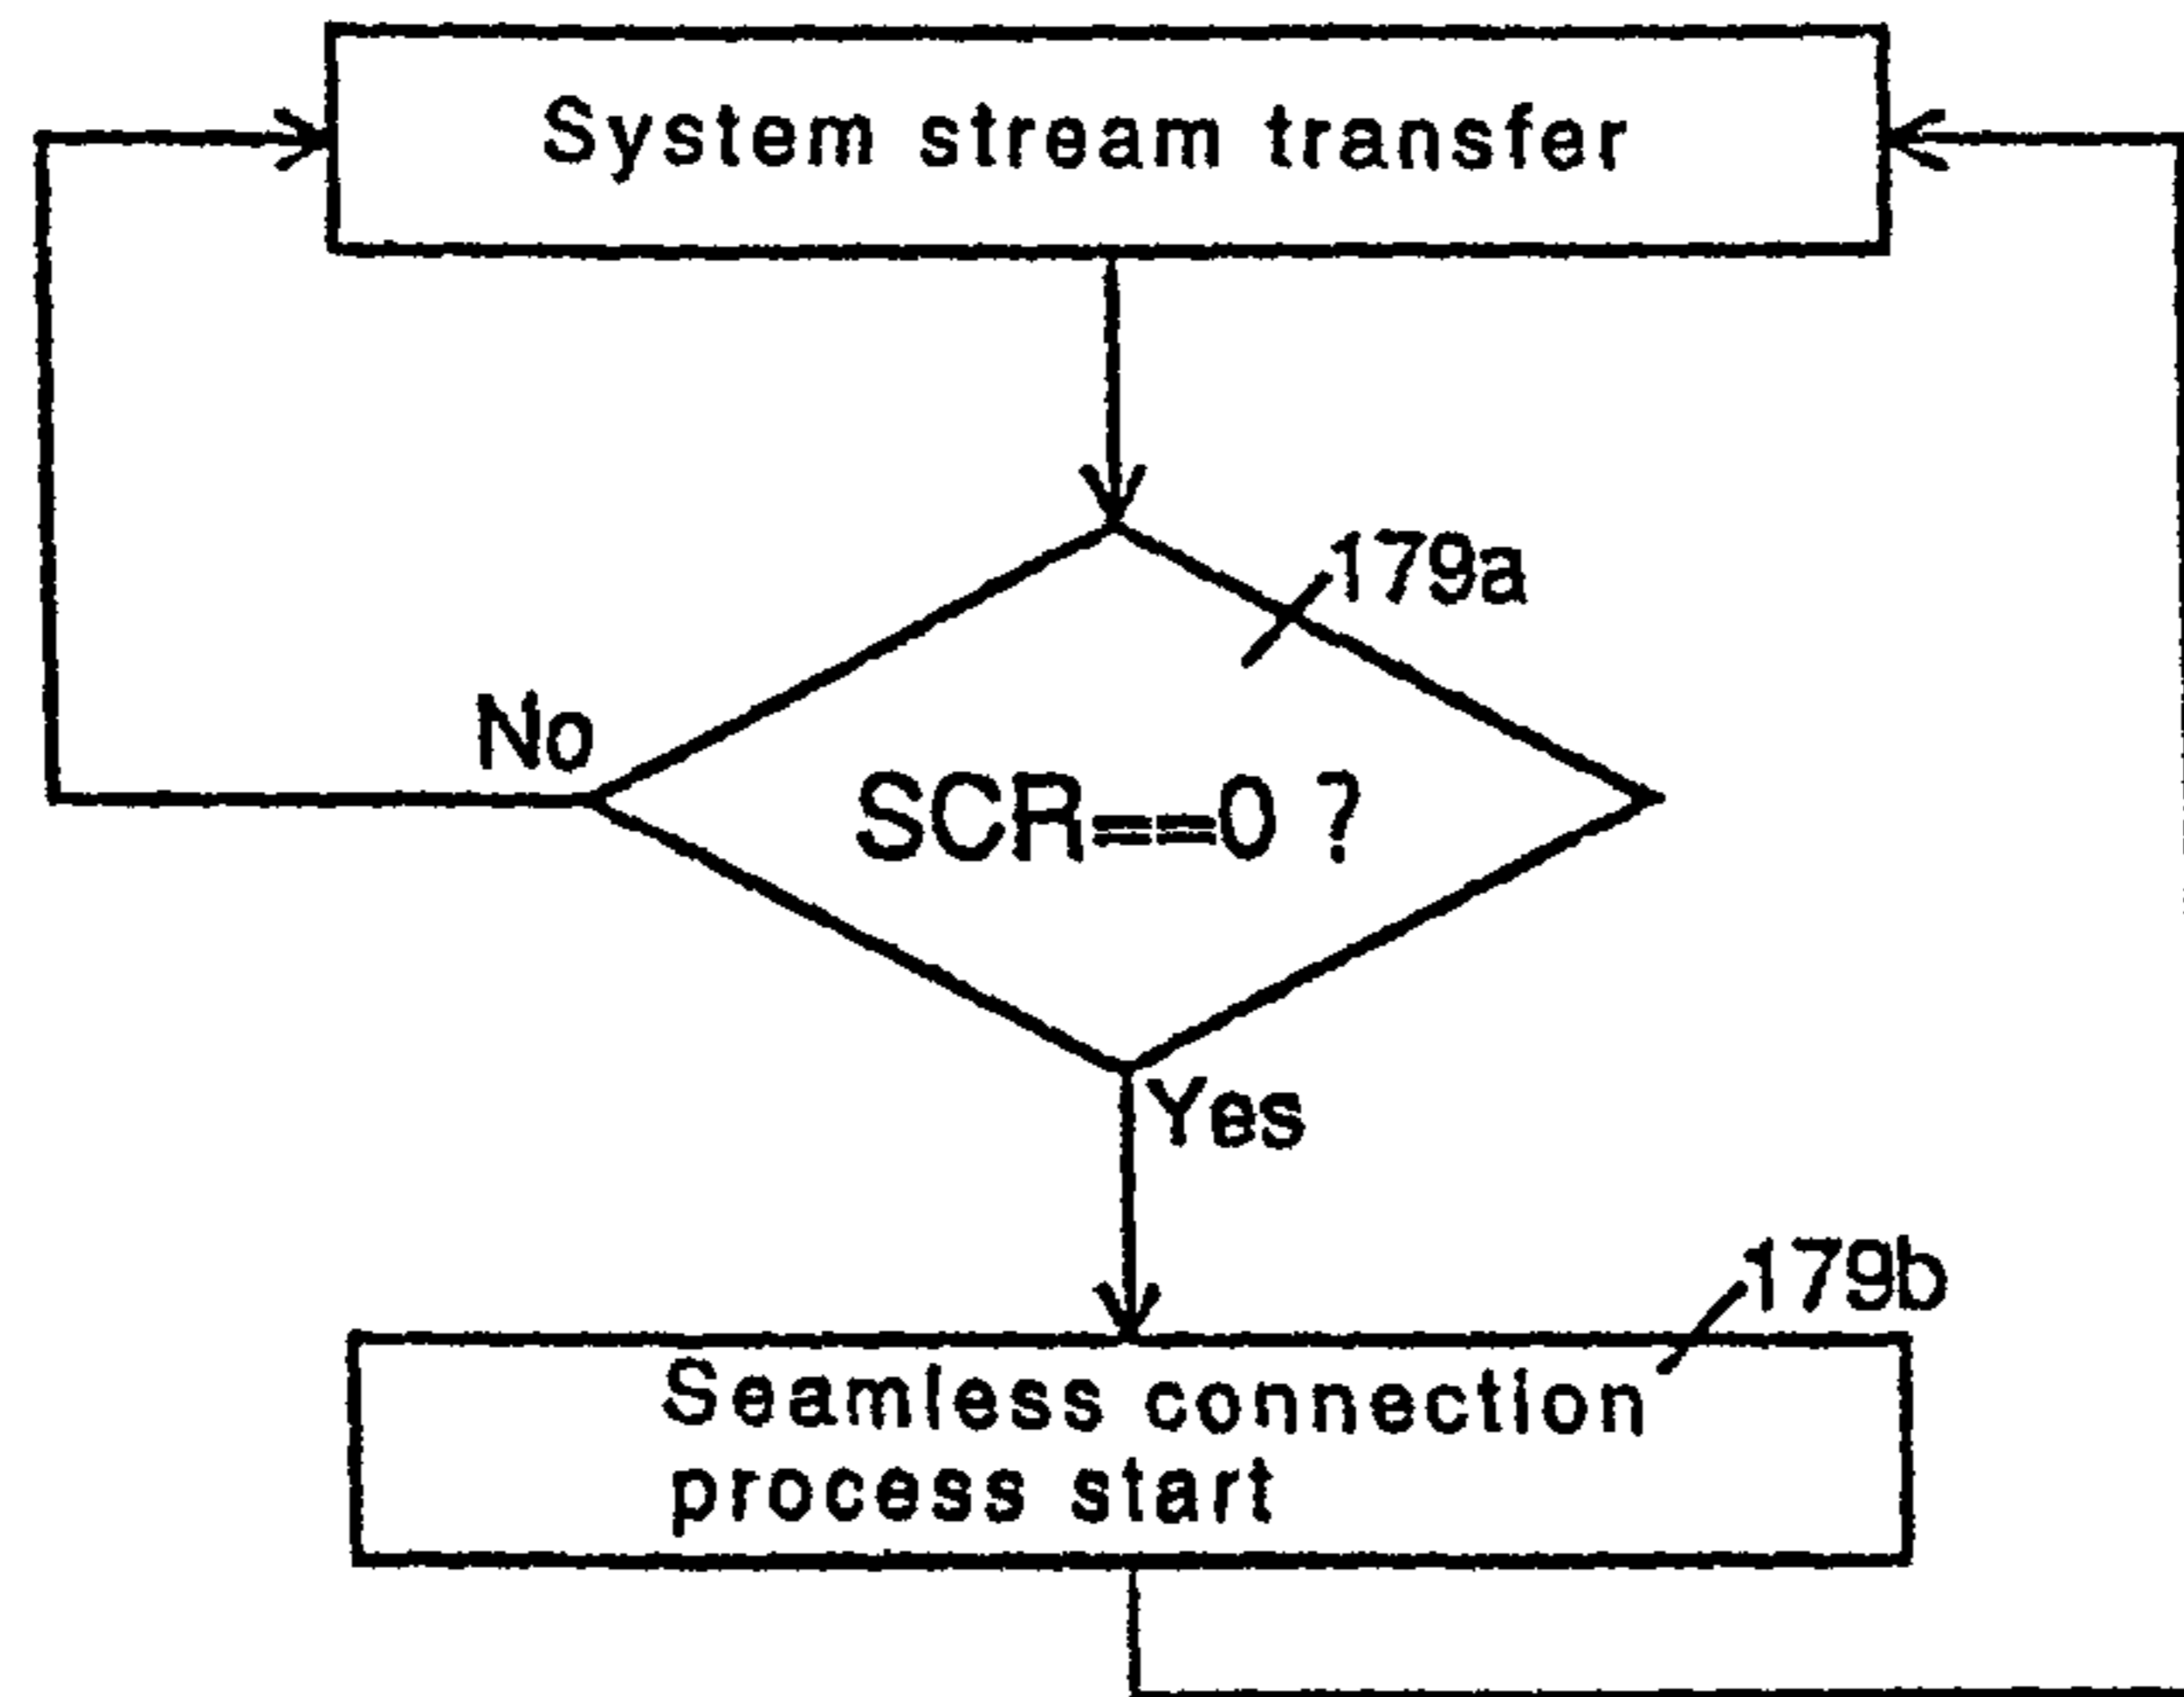 System stream transfer
179a
No
SCR==0 ?
Yes
179b
Seamless connection
process start